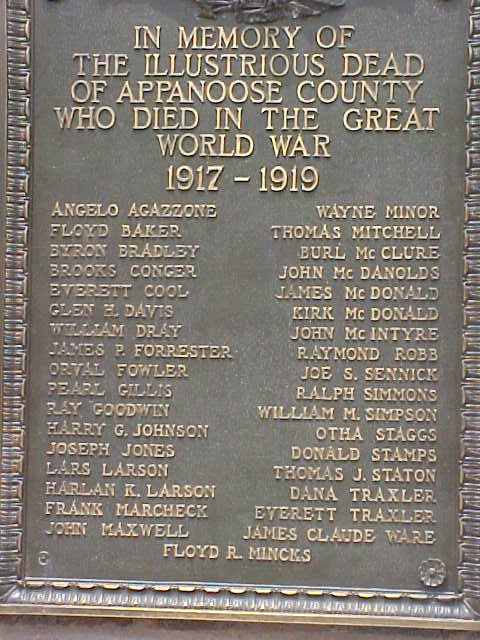 IN MEMORY OF
THE ILLUSTRIOUS DEAD
OF APPANOOSE COUNTY
WHO DIED IN THE GREAT
WORLD WAR
1917 - 1919
ANGELO AGAZZONE
FLOYD BAKER
BYRON BRADLEY
BROOKS CONGER
EVERETT COOL
GLEN H. DAVIS
WILLIAM DRAY
JAMES P. FORRESTER
ORVAL FOWLER
PEARL GILLIS
RAY GOODWIN
HARRY G. JOHNSON
JOSEPH JONES
LARS LARSON
HARLAN K. LARSON
FRANK MARCHECK
JOHN MAXWELL
WAYNE MINOR
THOMAS MITCHELL
BURL McCLURE
JOHN McDANOLDS
JAMES McDONALD
KIRK McDONALD
JOHN McINTYRE
RAYMOND ROBB
JOE S. SENNICK
RALPH SIMMONS
WILLIAM M. SIMPSON
OTHA STAGGS
DONALD STAMPS
THOMAS J. STATON
DANA TRAXLER
EVERETT TRAXLER
JAMES CLAUDE WARE
FLOYD R. MINCKS